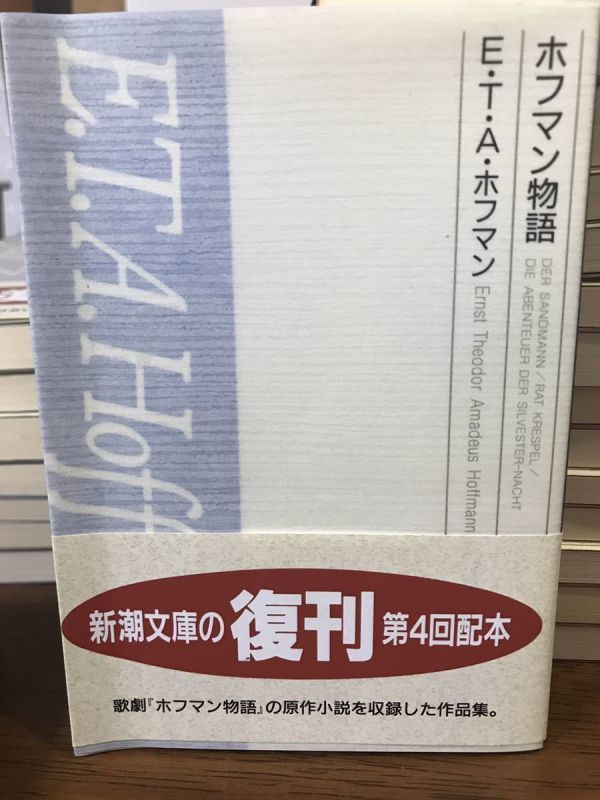 ホフマン物語
DER SANDMANN/RAT KRESPEL/
DIE ABENTEUER DER SILVESTER-NACHT
E・T・A・ホフマン Ernst Theodor Amadeus Hoffmann
E.T.A.Hoff
新潮文庫の復刊 第4回配本
歌劇『ホフマン物語』の原作小説を収録した作品集。